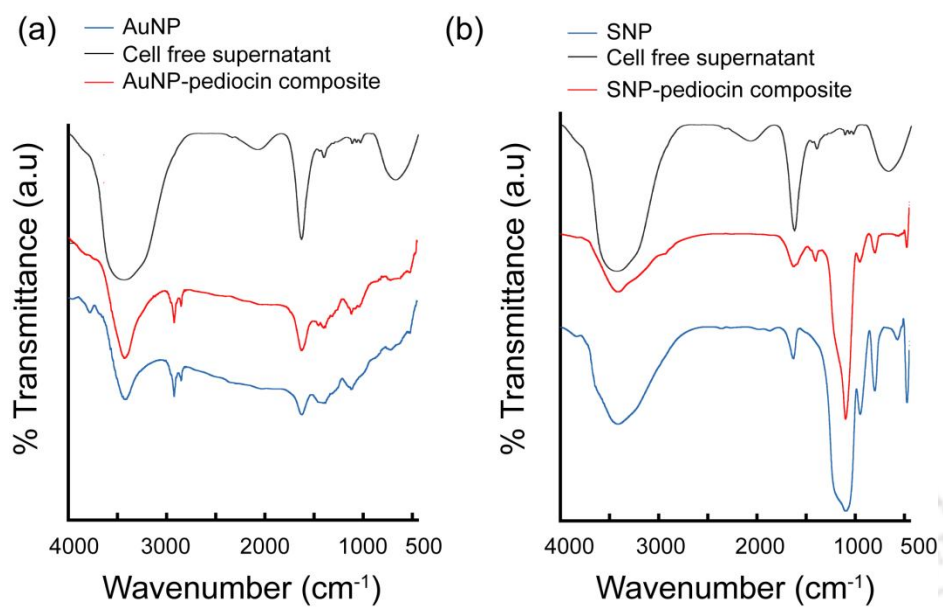 (a)
AuNP
Cell free supernatant
AuNP-pediocin composite
% Transmittance (a.u)
4000 3000 2000 1000 500
Wavenumber (cm⁻¹)
(b)
SNP
Cell free supernatant
SNP-pediocin composite
% Transmittance (a.u)
4000 3000 2000 1000 500
Wavenumber (cm⁻¹)